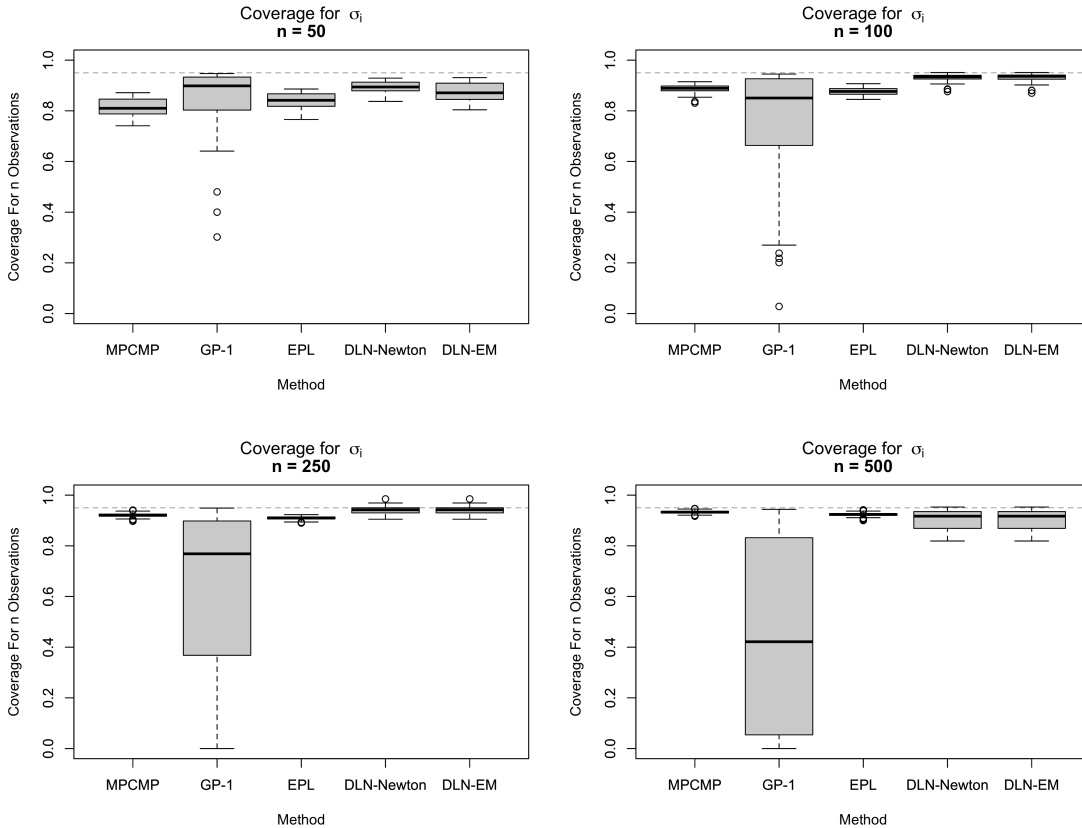 Coverage for σi
n = 50
Coverage For n Observations
1.0
0.8
0.6
0.4
0.2
0.0
MPCMP GP-1 EPL DLN-Newton DLN-EM
Method
Coverage for σi
n = 100
Coverage For n Observations
1.0
0.8
0.6
0.4
0.2
0.0
MPCMP GP-1 EPL DLN-Newton DLN-EM
Method
Coverage for σi
n = 250
Coverage For n Observations
1.0
0.8
0.6
0.4
0.2
0.0
MPCMP GP-1 EPL DLN-Newton DLN-EM
Method
Coverage for σi
n = 500
Coverage For n Observations
1.0
0.8
0.6
0.4
0.2
0.0
MPCMP GP-1 EPL DLN-Newton DLN-EM
Method